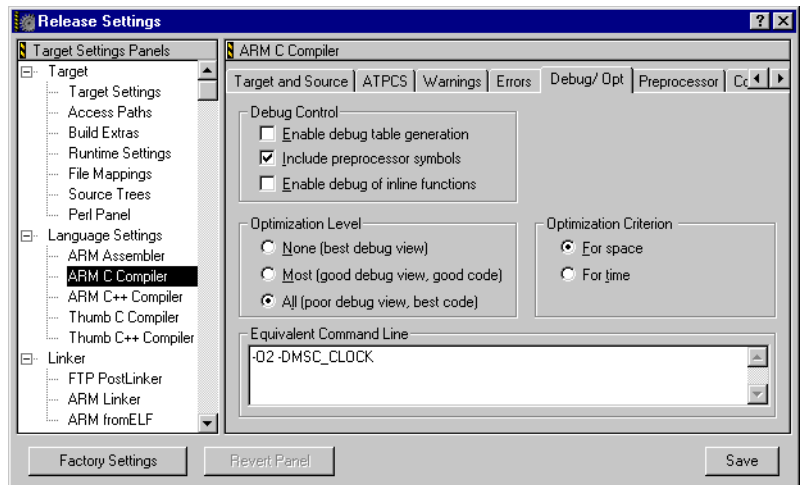 Release Settings
Target Settings Panels
Target
Target Settings
Access Paths
Build Extras
Runtime Settings
File Mappings
Source Trees
Perl Panel
Language Settings
ARM Assembler
ARM C Compiler
ARM C++ Compiler
Thumb C Compiler
Thumb C++ Compiler
Linker
FTP PostLinker
ARM Linker
ARM fromELF
ARM C Compiler
Target and Source ATPCS Warnings Errors Debug/ Opt Preprocessor
Debug Control
Enable debug table generation
Include preprocessor symbols
Enable debug of inline functions
Optimization Level
None (best debug view)
Most (good debug view, good code)
All (poor debug view, best code)
Optimization Criterion
For space
For time
Equivalent Command Line
-O2 -DMSC_CLOCK
Factory Settings Revert Panel Save